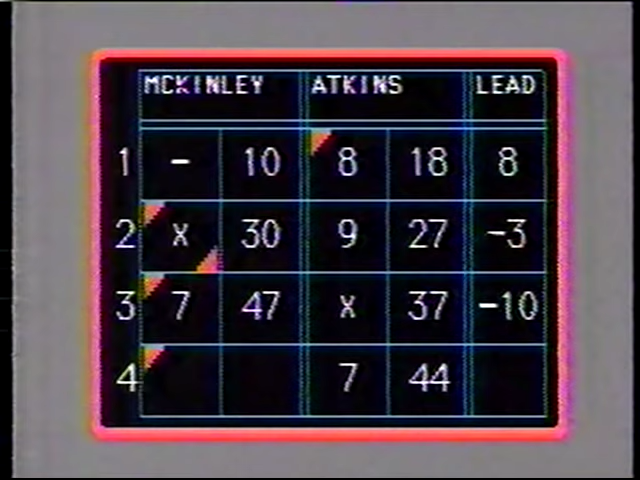 MCKINLEY ATKINS LEAD
1 - 10 8 18 8
2 x 30 9 27 -3
3 7 47 x 37 -10
4 7 44